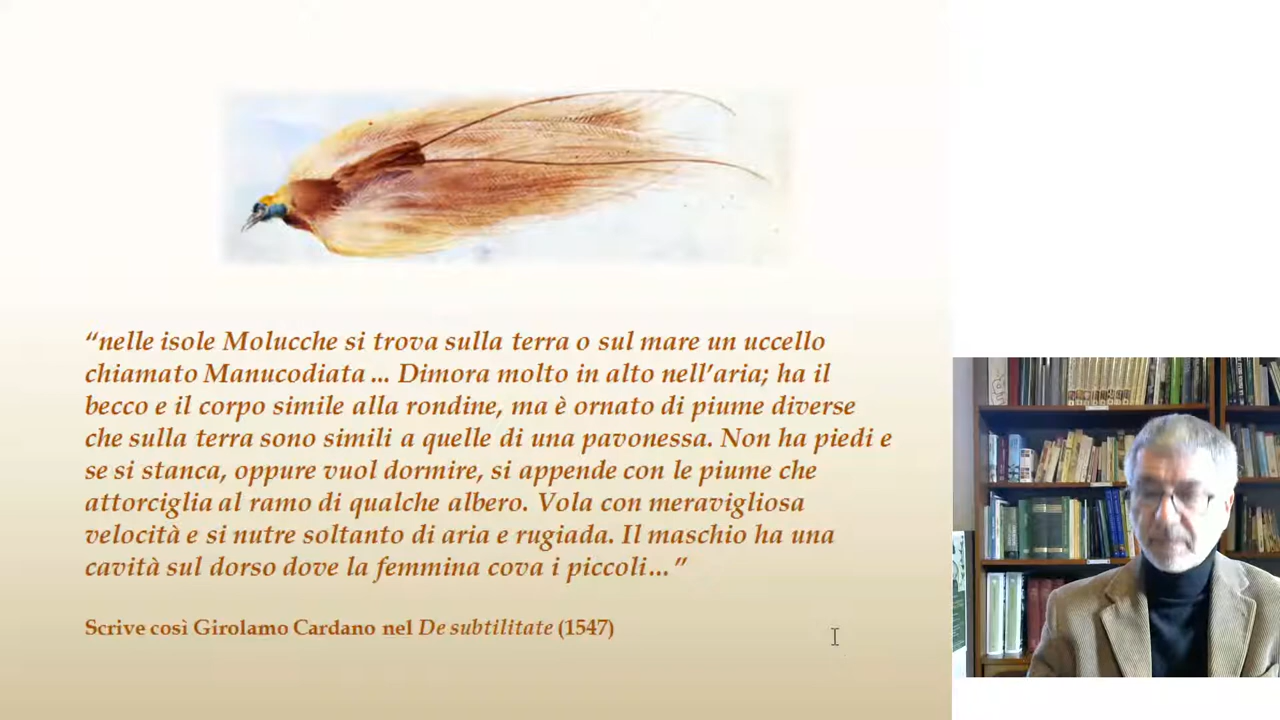 “nelle isole Molucche si trova sulla terra o sul mare un uccello
chiamato Manucodiata ... Dimora molto in alto nell’aria; ha il
becco e il corpo simile alla rondine, ma è ornato di piume diverse
che sulla terra sono simili a quelle di una pavonessa. Non ha piedi e
se si stanca, oppure vuol dormire, si appende con le piume che
attorciglia al ramo di qualche albero. Vola con meravigliosa
velocità e si nutre soltanto di aria e rugiada. Il maschio ha una
cavità sul dorso dove la femmina cova i piccoli…”
Scrive così Girolamo Cardano nel De subtilitate (1547)